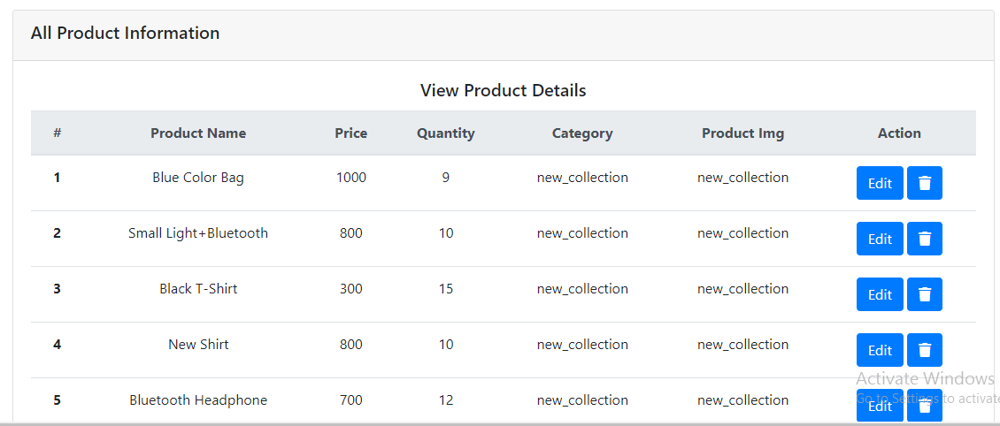 All Product Information
View Product Details
# Product Name Price Quantity Category Product Img Action
1 Blue Color Bag 1000 9 new_collection new_collection Edit
2 Small Light+Bluetooth 800 10 new_collection new_collection Edit
3 Black T-Shirt 300 15 new_collection new_collection Edit
4 New Shirt 800 10 new_collection new_collection Edit
Activate Windows
5 Bluetooth Headphone 700 12 new_collection new_collection Edit
Go to Settings to activate